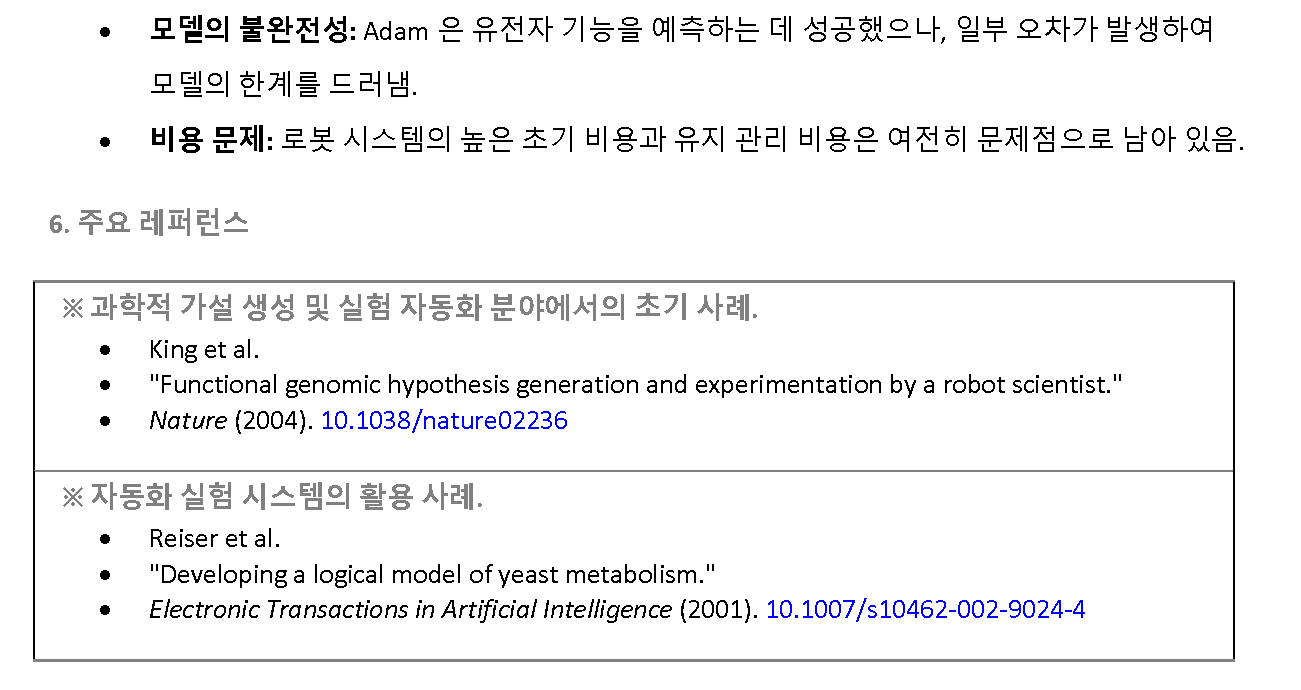 • 모델의 불완전성: Adam 은 유전자 기능을 예측하는 데 성공했으나, 일부 오차가 발생하여
모델의 한계를 드러냄.
• 비용 문제: 로봇 시스템의 높은 초기 비용과 유지 관리 비용은 여전히 문제점으로 남아 있음.
6. 주요 레퍼런스
※ 과학적 가설 생성 및 실험 자동화 분야에서의 초기 사례.
• King et al.
• "Functional genomic hypothesis generation and experimentation by a robot scientist."
• Nature (2004). 10.1038/nature02236
※ 자동화 실험 시스템의 활용 사례.
• Reiser et al.
• "Developing a logical model of yeast metabolism."
• Electronic Transactions in Artificial Intelligence (2001). 10.1007/s10462-002-9024-4